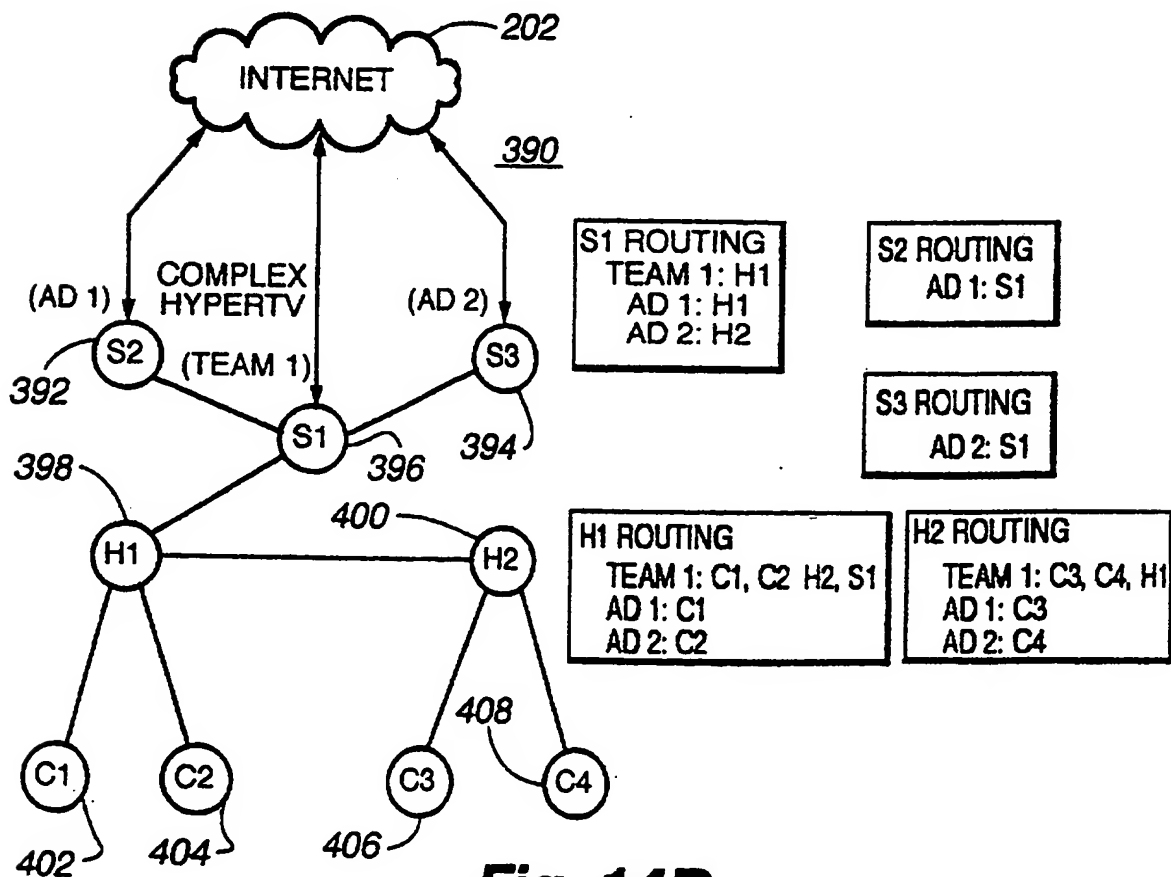 202
INTERNET
390
COMPLEX
HYPERTV
(AD 1)
(AD 2)
(TEAM 1)
S2
S3
S1
392
394
396
398
400
H1
H2
C1
C2
C3
C4
402
404
406
408
S1 ROUTING
TEAM 1: H1
AD 1: H1
AD 2: H2
S2 ROUTING
AD 1: S1
S3 ROUTING
AD 2: S1
H1 ROUTING
TEAM 1: C1, C2 H2, S1
AD 1: C1
AD 2: C2
H2 ROUTING
TEAM 1: C3, C4, H1
AD 1: C3
AD 2: C4